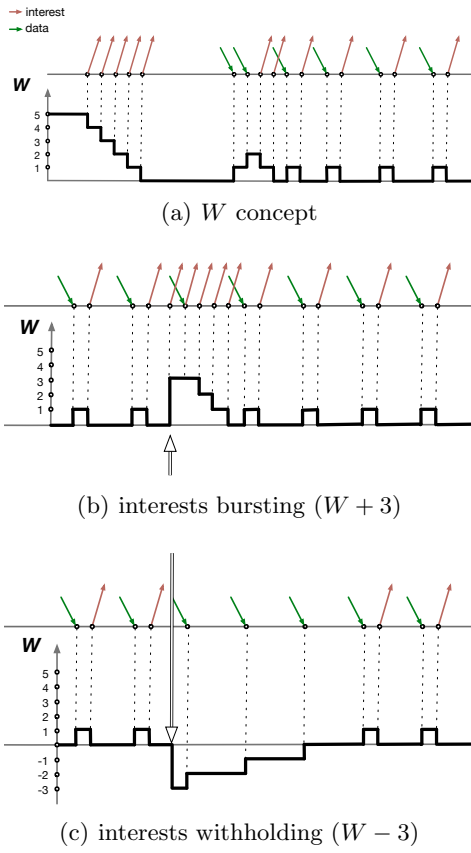 interest
data
W
5
4
3
2
1
(a) W concept
W
5
4
3
2
1
(b) interests bursting (W + 3)
W
5
4
3
2
1
-1
-2
-3
(c) interests withholding (W − 3)